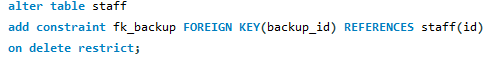 alter table staff
add constraint fk_backup FOREIGN KEY(backup_id) REFERENCES staff(id)
on delete restrict;